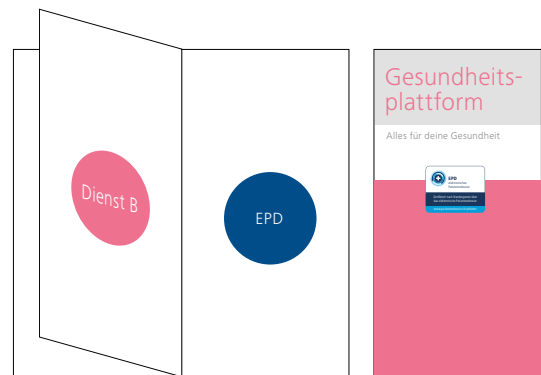 Dienst B
EPD
Gesundheits-
plattform
Alles für deine Gesundheit
EPD